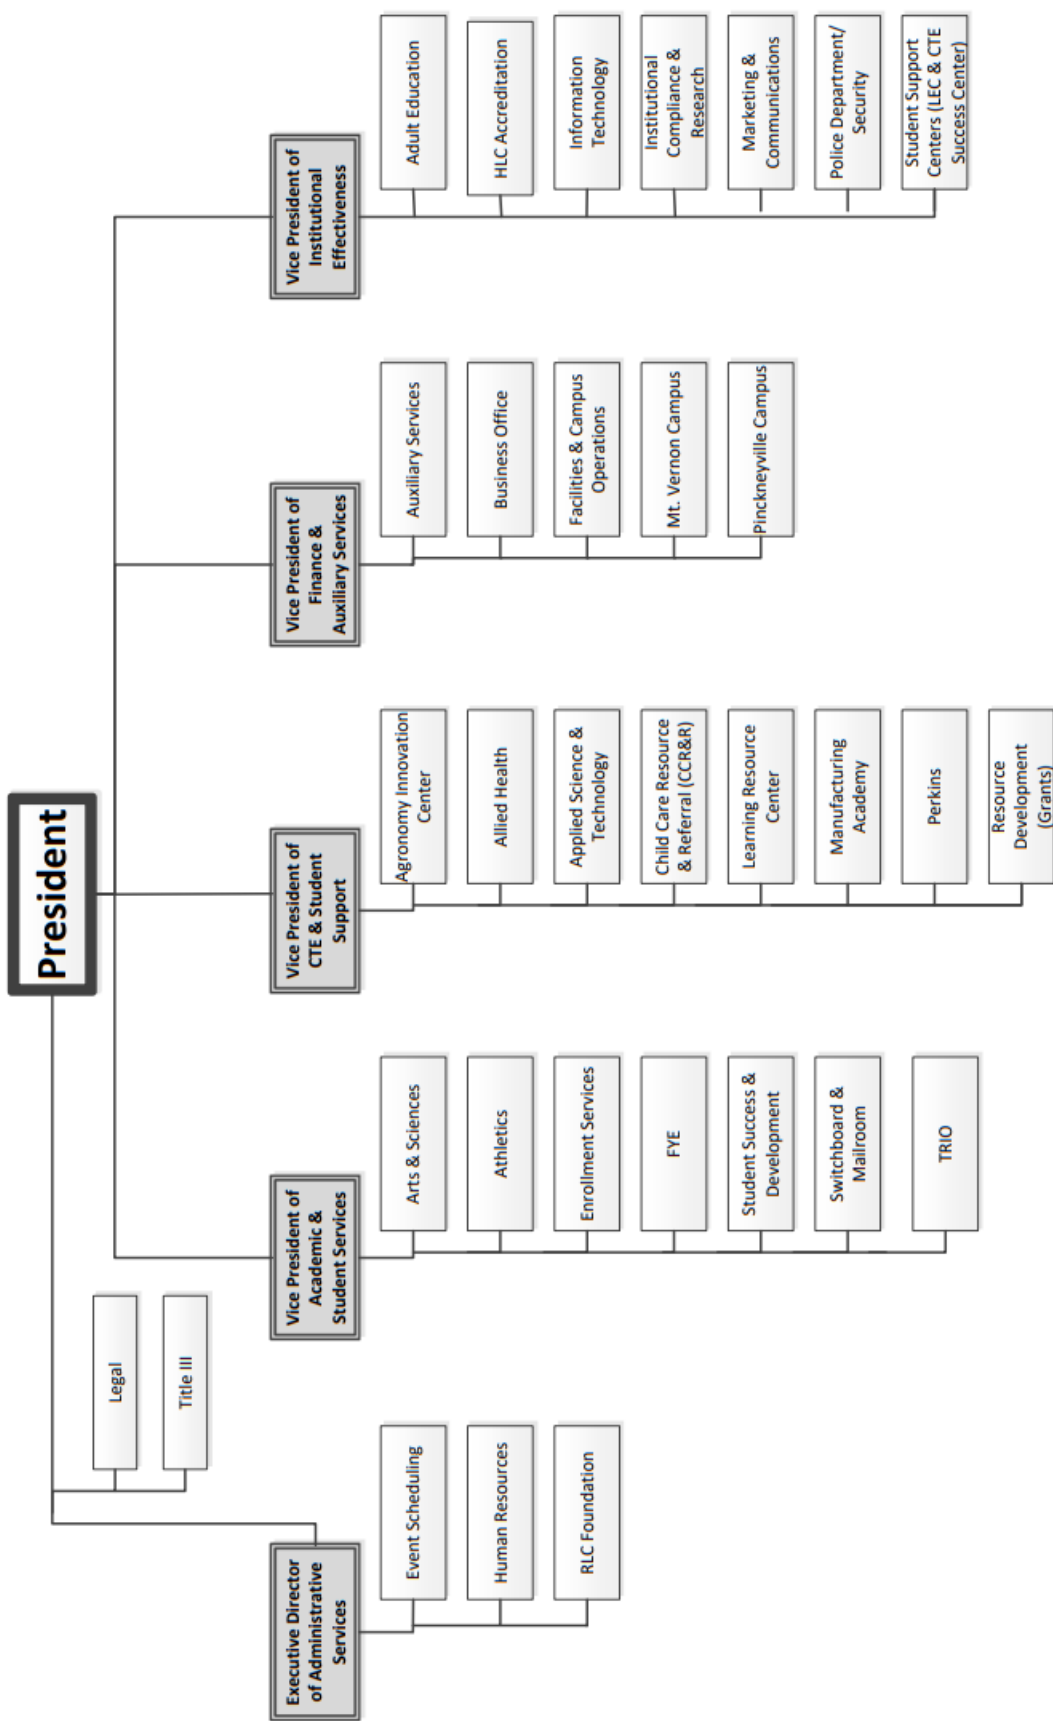 President
Legal
Title III
Executive Director
of Administrative
Services
Event Scheduling
Human Resources
RLC Foundation
Vice President of
Academic &
Student Services
Arts & Sciences
Athletics
Enrollment Services
FYE
Student Success &
Development
Switchboard &
Mailroom
TRIO
Vice President of
CTE & Student
Support
Agronomy Innovation
Center
Allied Health
Applied Science &
Technology
Child Care Resource
& Referral (CCR&R)
Learning Resource
Center
Manufacturing
Academy
Perkins
Resource
Development
(Grants)
Vice President of
Finance &
Auxiliary Services
Auxiliary Services
Business Office
Facilities & Campus
Operations
Mt. Vernon Campus
Pinckneyville Campus
Vice President of
Institutional
Effectiveness
Adult Education
HLC Accreditation
Information
Technology
Institutional
Compliance &
Research
Marketing &
Communications
Police Department/
Security
Student Support
Centers (LEC & CTE
Success Center)